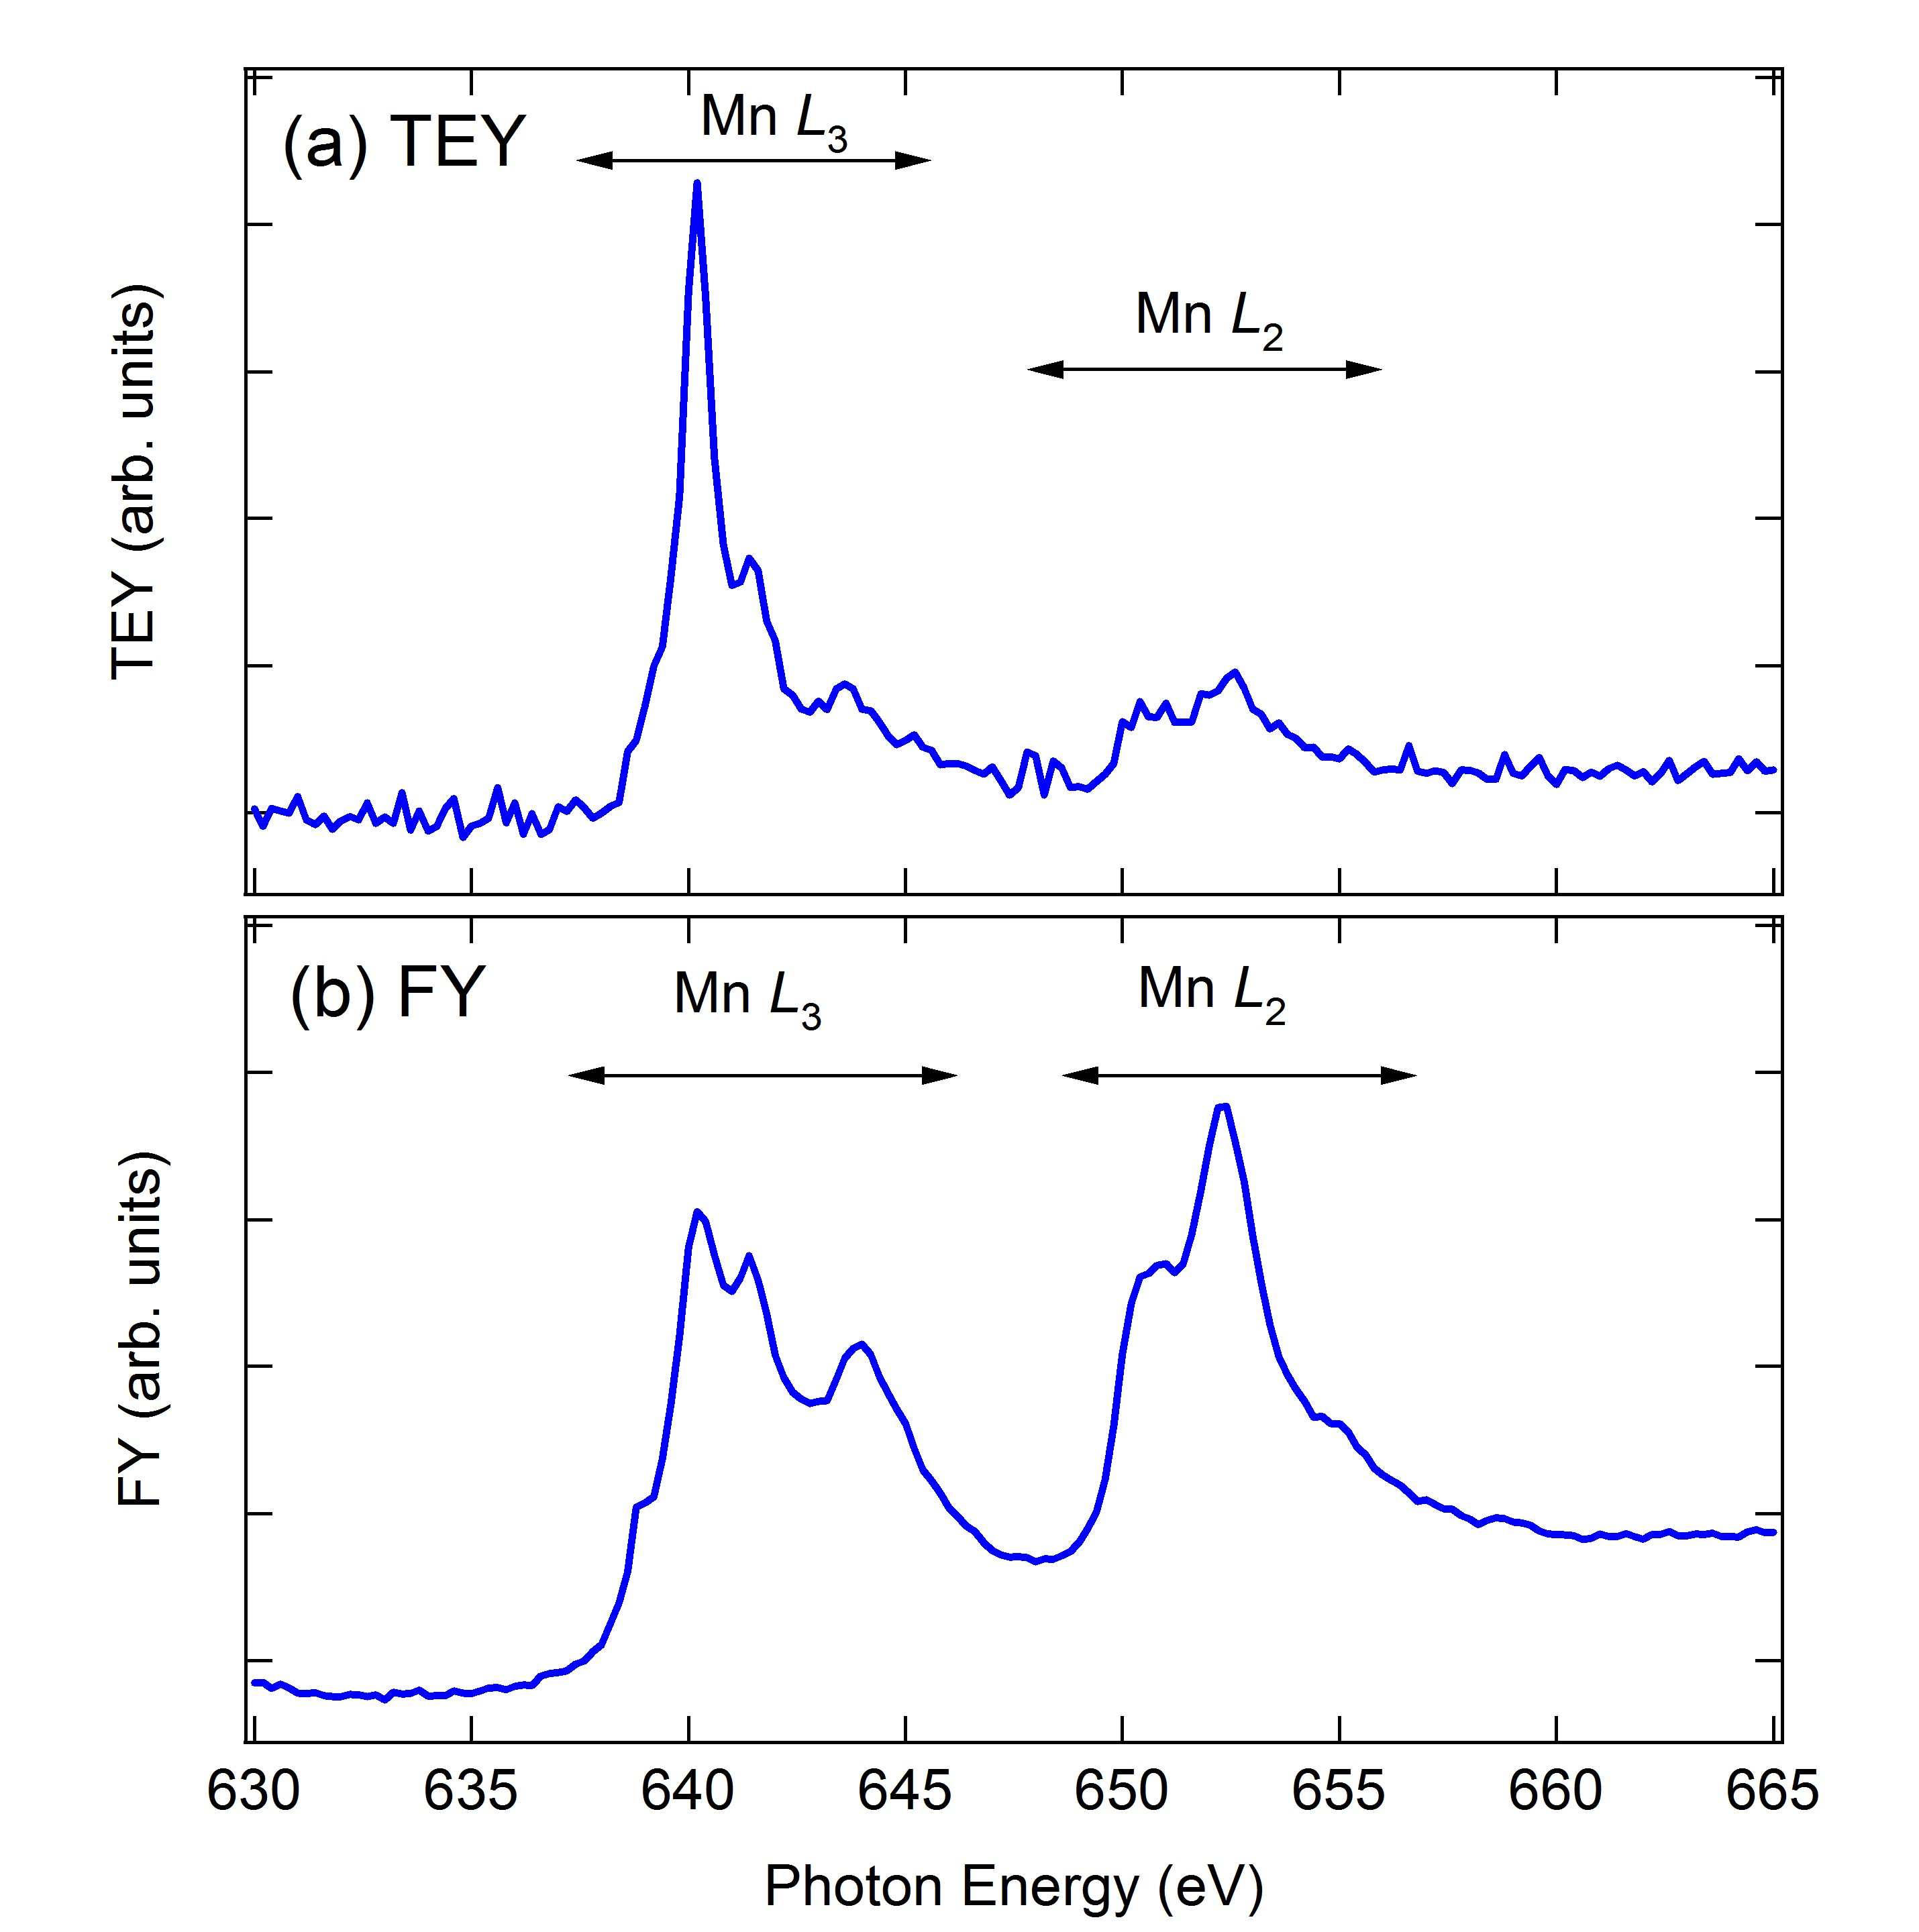 (a) TEY
Mn L3
Mn L2
TEY (arb. units)
(b) FY
Mn L3
Mn L2
FY (arb. units)
630 635 640 645 650 655 660 665
Photon Energy (eV)